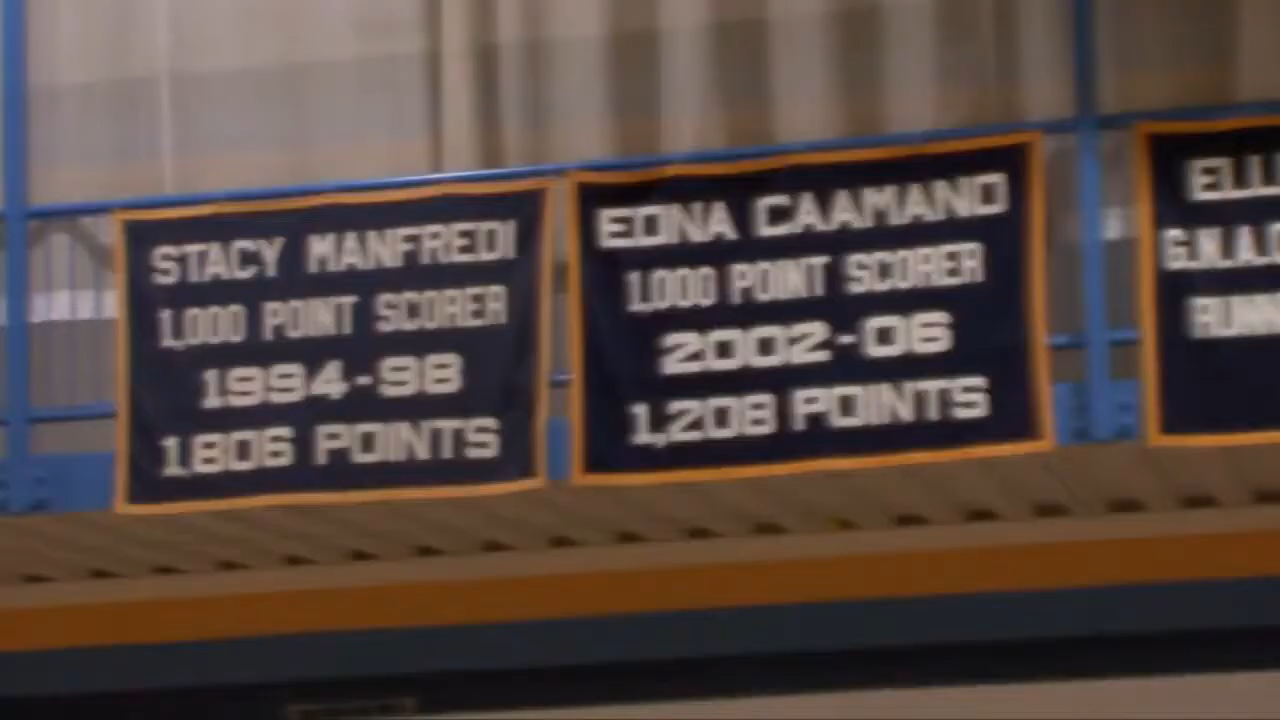 STACY MANFREDI
1,000 POINT SCORER
1994-98
1,806 POINTS
EDNA CAAMANO
1,000 POINT SCORER
2002-06
1,208 POINTS
G.N.A.C